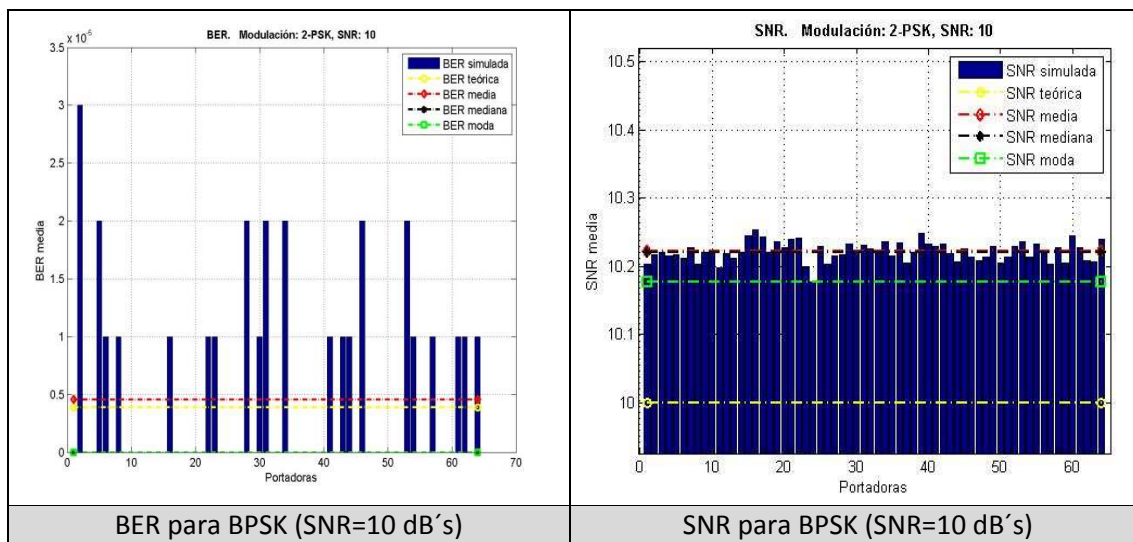 BER. Modulación: 2-PSK, SNR: 10
x 10^-6
4
3.5
3
2.5
2
1.5
1
0.5
0
BER media
0 10 20 30 40 50 60 70
Portadoras
BER simulada
BER teórica
BER media
BER mediana
BER moda
BER para BPSK (SNR=10 dB´s)
SNR. Modulación: 2-PSK, SNR: 10
10.5
10.4
10.3
10.2
10.1
10
SNR media
0 10 20 30 40 50 60
Portadoras
SNR simulada
SNR teórica
SNR media
SNR mediana
SNR moda
SNR para BPSK (SNR=10 dB´s)